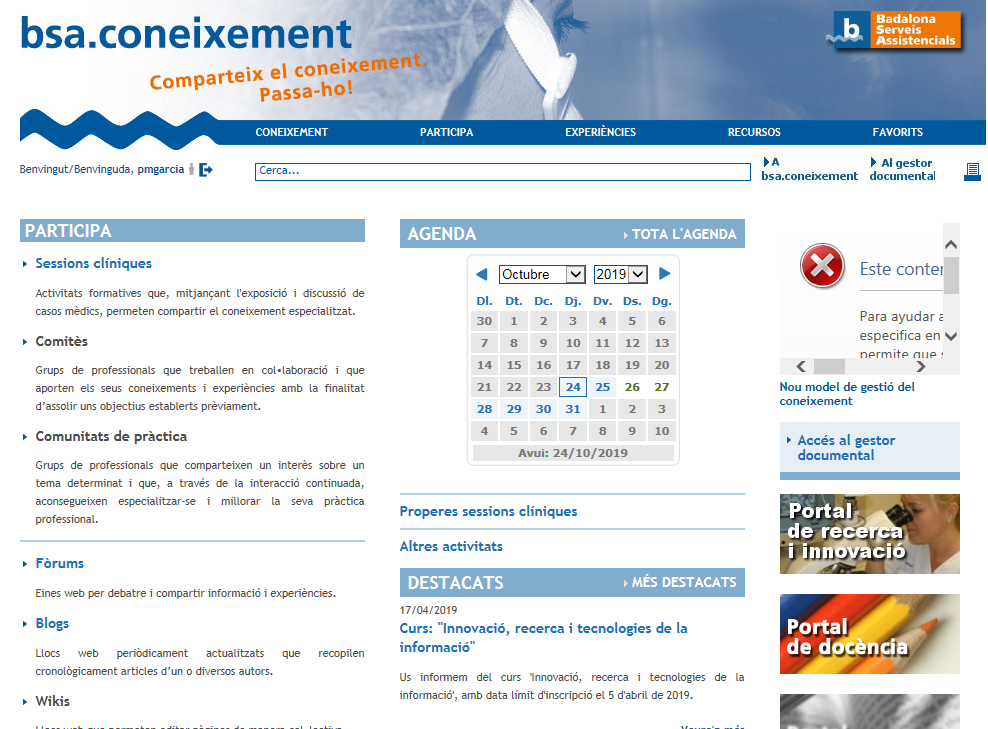 bsa.coneixement
Comparteix el coneixement.
Passa-ho!
b Badalona
Serveis
Assistencials
CONEIXEMENT PARTICIPA EXPERIÈNCIES RECURSOS FAVORITS
Benvingut/Benvinguda, pmgarcia
Cerca...
A
bsa.coneixement
Al gestor
documental
PARTICIPA
Sessions clíniques
Activitats formatives que, mitjançant l'exposició i discussió de
casos mèdics, permeten compartir el coneixement especialitzat.
Comitès
Grups de professionals que treballen en col•laboració i que
aporten els seus coneixements i experiències amb la finalitat
d'assolir uns objectius establerts prèviament.
Comunitats de pràctica
Grups de professionals que comparteixen un interès sobre un
tema determinat i que, a través de la interacció continuada,
aconsegueixen especialitzar-se i millorar la seva pràctica
professional.
Fòrums
Eines web per debatre i compartir informació i experiències.
Blogs
Llocs web periòdicament actualitzats que recopilen
cronològicament articles d'un o diversos autors.
Wikis
AGENDA TOTA L'AGENDA
Octubre 2019
Dl. Dt. Dc. Dj. Dv. Ds. Dg.
30 1 2 3 4 5 6
7 8 9 10 11 12 13
14 15 16 17 18 19 20
21 22 23 24 25 26 27
28 29 30 31 1 2 3
4 5 6 7 8 9 10
Avui: 24/10/2019
Properes sessions clíniques
Altres activitats
DESTACATS MÉS DESTACATS
17/04/2019
Curs: "Innovació, recerca i tecnologies de la
informació"
Us informem del curs 'Innovació, recerca i tecnologies de la
informació', amb data límit d'inscripció el 5 d'abril de 2019.
Este conter
Para ayudar a
especifica en
permite que
Nou model de gestió del
coneixement
Accés al gestor
documental
Portal
de recerca
i innovació
Portal
de docència